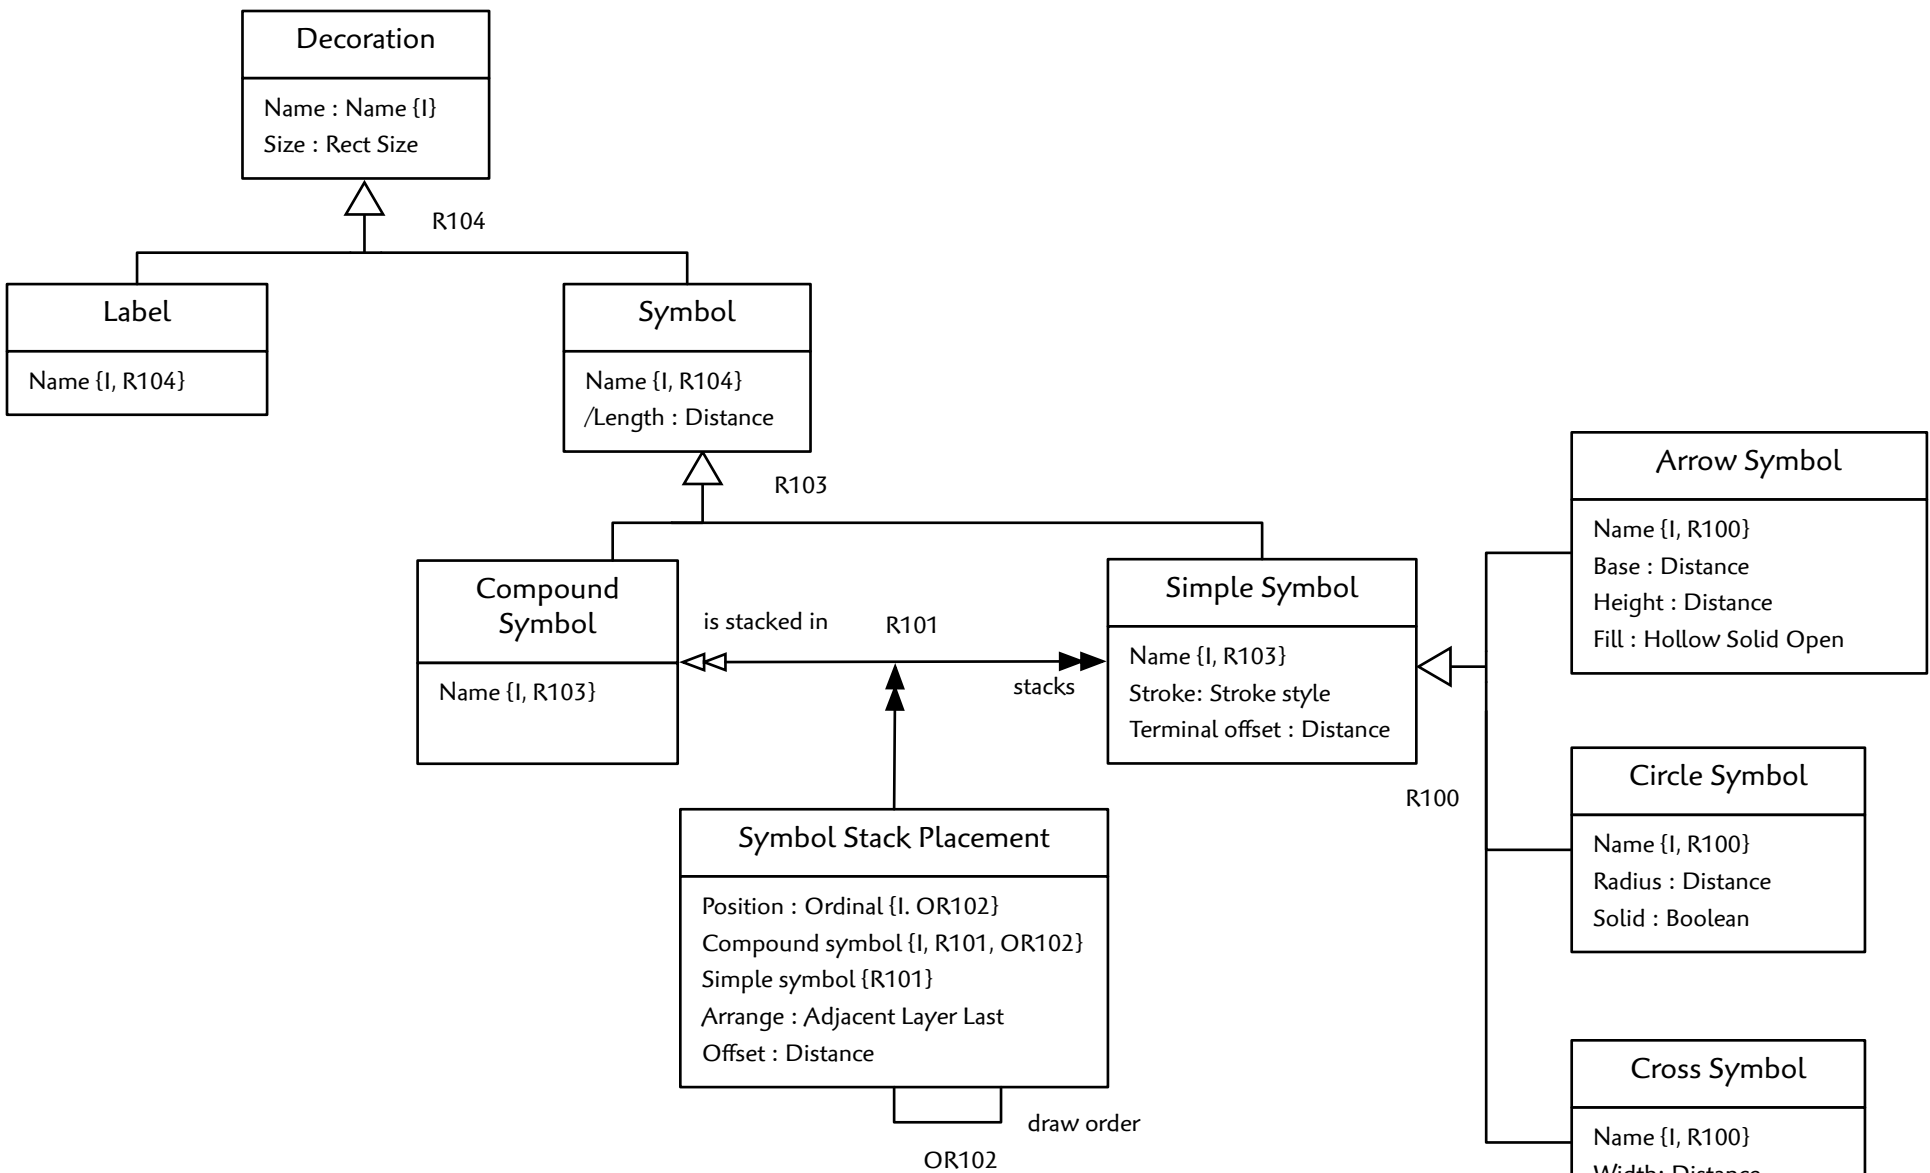 Decoration
Name : Name {I}
Size : Rect Size
R104
Label
Name {I, R104}
Symbol
Name {I, R104}
/Length : Distance
R103
Compound
Symbol
Name {I, R103}
is stacked in
R101
stacks
Simple Symbol
Name {I, R103}
Stroke: Stroke style
Terminal offset : Distance
R100
Arrow Symbol
Name {I, R100}
Base : Distance
Height : Distance
Fill : Hollow Solid Open
Circle Symbol
Name {I, R100}
Radius : Distance
Solid : Boolean
Symbol Stack Placement
Position : Ordinal {I. OR102}
Compound symbol {I, R101, OR102}
Simple symbol {R101}
Arrange : Adjacent Layer Last
Offset : Distance
draw order
OR102
Cross Symbol
Name {I, R100}
Width: Distance